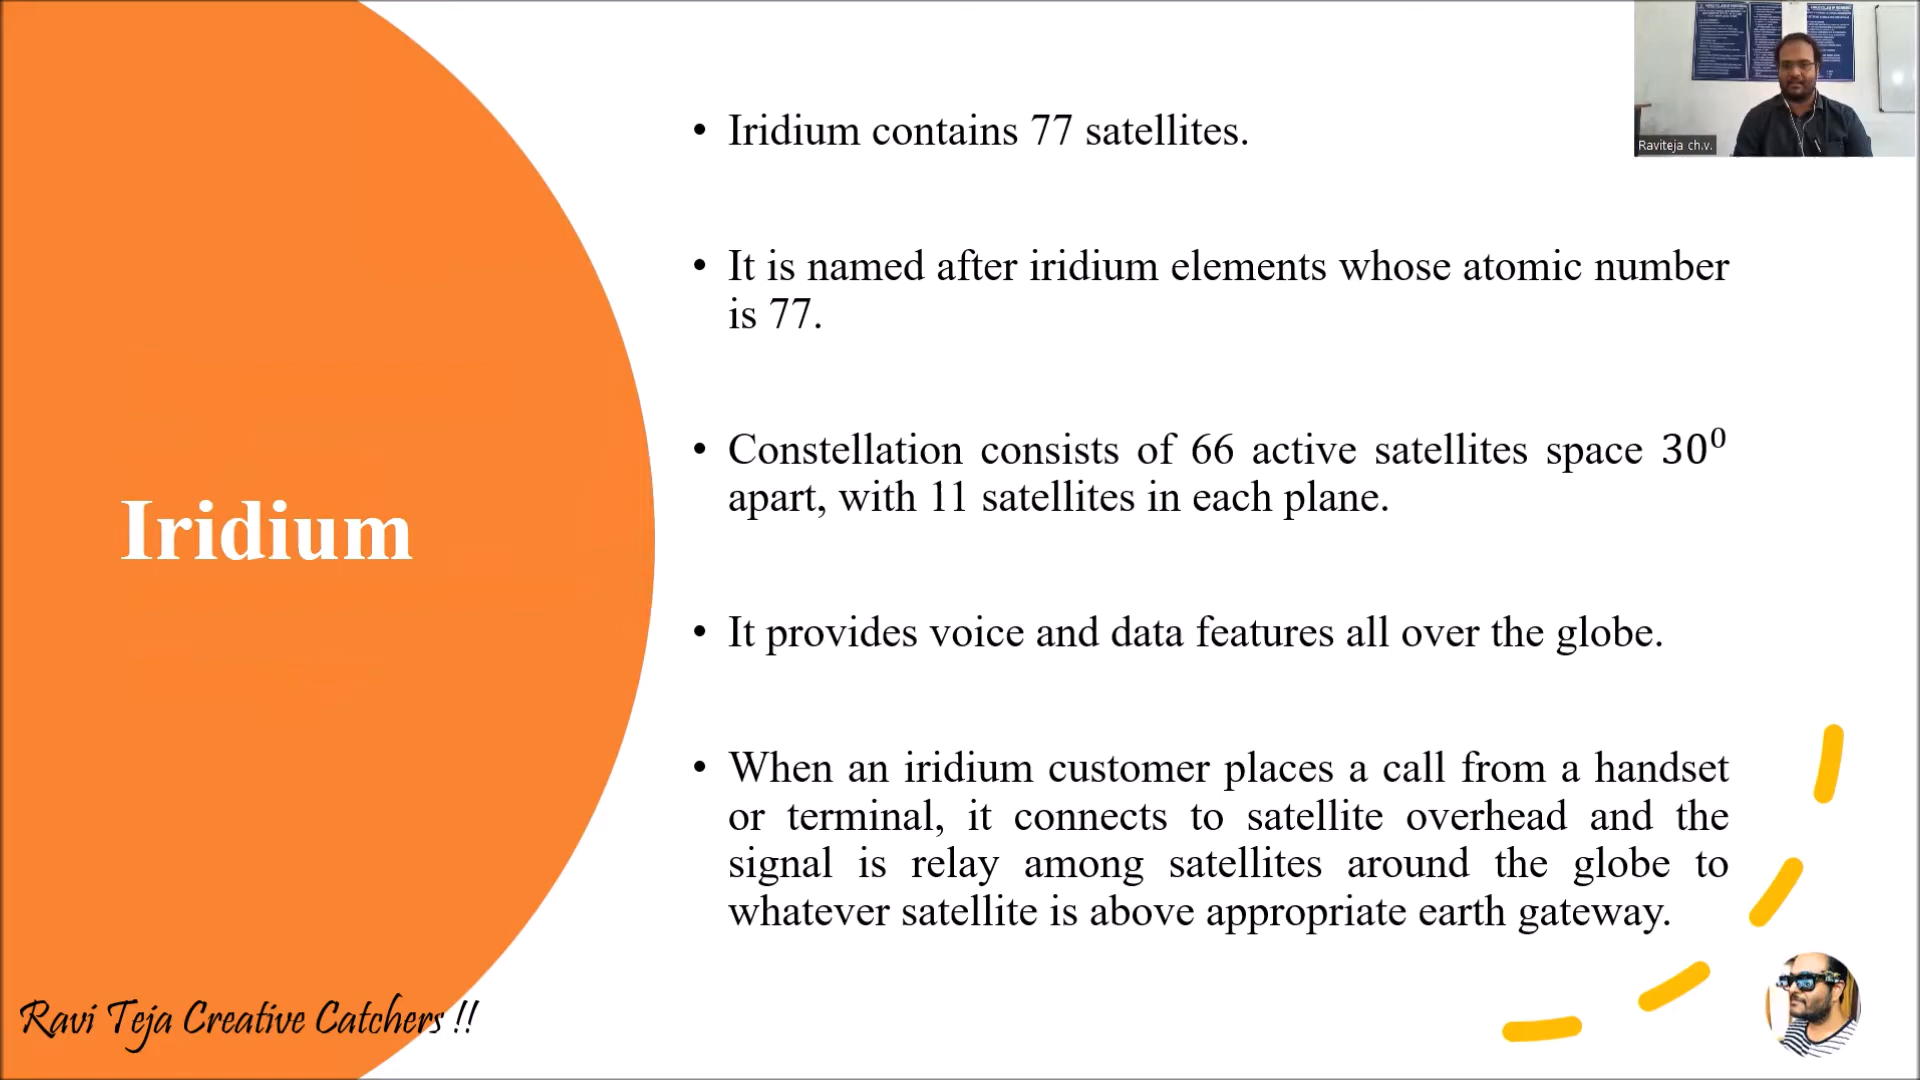 • Iridium contains 77 satellites.
• It is named after iridium elements whose atomic number
is 77.
• Constellation consists of 66 active satellites space 30⁰
apart, with 11 satellites in each plane.
• It provides voice and data features all over the globe.
• When an iridium customer places a call from a handset
or terminal, it connects to satellite overhead and the
signal is relay among satellites around the globe to
whatever satellite is above appropriate earth gateway.
Iridium
Ravi Teja Creative Catchers !!
Raviteja ch.v.